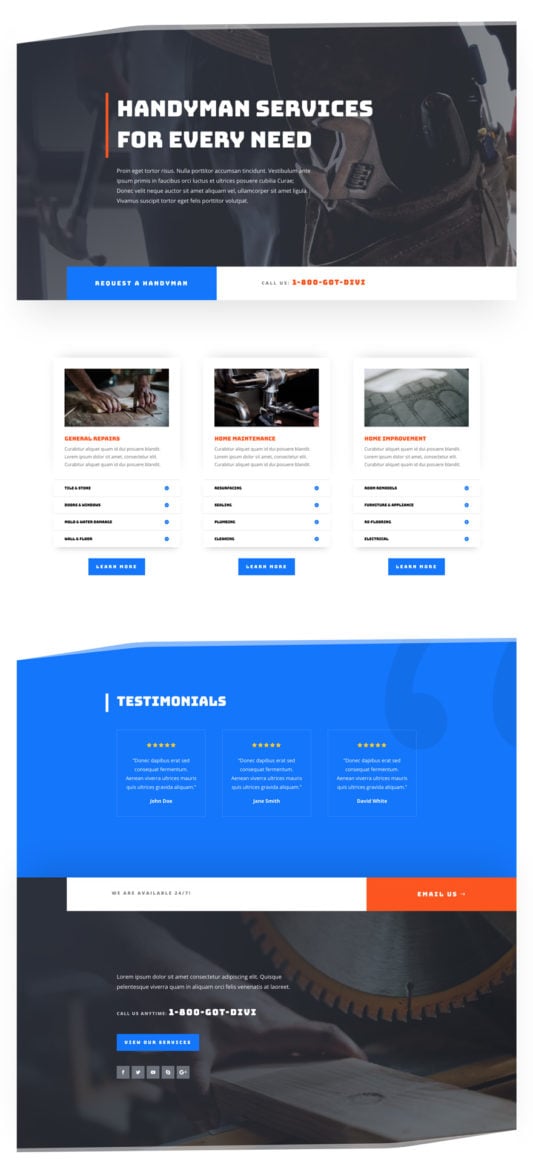 HANDYMAN SERVICES
FOR EVERY NEED
Proin eget tortor risus. Nulla porttitor accumsan tincidunt. Vestibulum ante
ipsum primis in faucibus orci luctus et ultrices posuere cubilia Curae;
Donec velit neque auctor sit amet aliquam vel, ullamcorper sit amet ligula.
Vivamus suscipit tortor eget felis porttitor volutpat.
REQUEST A HANDYMAN
CALL US: 1-800-GOT-DIVI
GENERAL REPAIRS
Curabitur aliquet quam id dui posuere blandit.
Lorem ipsum dolor sit amet, consectetur elit.
Curabitur aliquet quam id dui posuere blandit.
TILE & STONE
DOORS & WINDOWS
MOLD & WATER DAMAGE
WALL & FLOOR
LEARN MORE
HOME MAINTENANCE
Curabitur aliquet quam id dui posuere blandit.
Lorem ipsum dolor sit amet, consectetur elit.
Curabitur aliquet quam id dui posuere blandit.
RESURFACING
SEALING
PLUMBING
CLEANING
LEARN MORE
HOME IMPROVEMENT
Curabitur aliquet quam id dui posuere blandit.
Lorem ipsum dolor sit amet, consectetur elit.
Curabitur aliquet quam id dui posuere blandit.
ROOM REMODELS
FURNITURE & APPLIANCE
RE-FLOORING
ELECTRICAL
LEARN MORE
TESTIMONIALS
"Donec dapibus erat sed
consequat fermentum.
Aenean viverra ultrices mauris
quis ultrices gravida aliquam."
John Doe
"Donec dapibus erat sed
consequat fermentum.
Aenean viverra ultrices mauris
quis ultrices gravida aliquam."
Jane Smith
"Donec dapibus erat sed
consequat fermentum.
Aenean viverra ultrices mauris
quis ultrices gravida aliquam."
David White
WE ARE AVAILABLE 24/7!
EMAIL US →
Lorem ipsum dolor sit amet consectetur adipiscing elit. Quisque
pelentesque viverra quam in aliquam orci felis venenatis at laoreet.
CALL US ANYTIME: 1-800-GOT-DIVI
VIEW OUR SERVICES